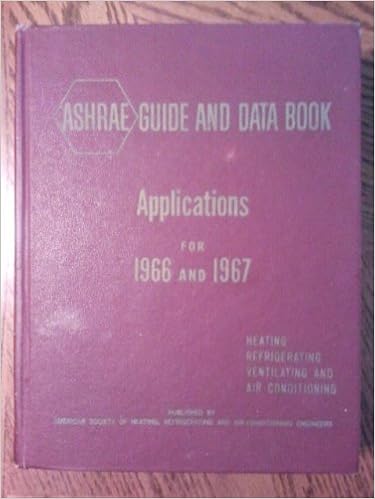 ASHRAE GUIDE AND DATA BOOK
Applications
FOR
1966 AND 1967
HEATING
REFRIGERATING
VENTILATING AND
AIR CONDITIONING
PUBLISHED BY
AMERICAN SOCIETY OF HEATING, REFRIGERATING AND AIR-CONDITIONING ENGINEERS